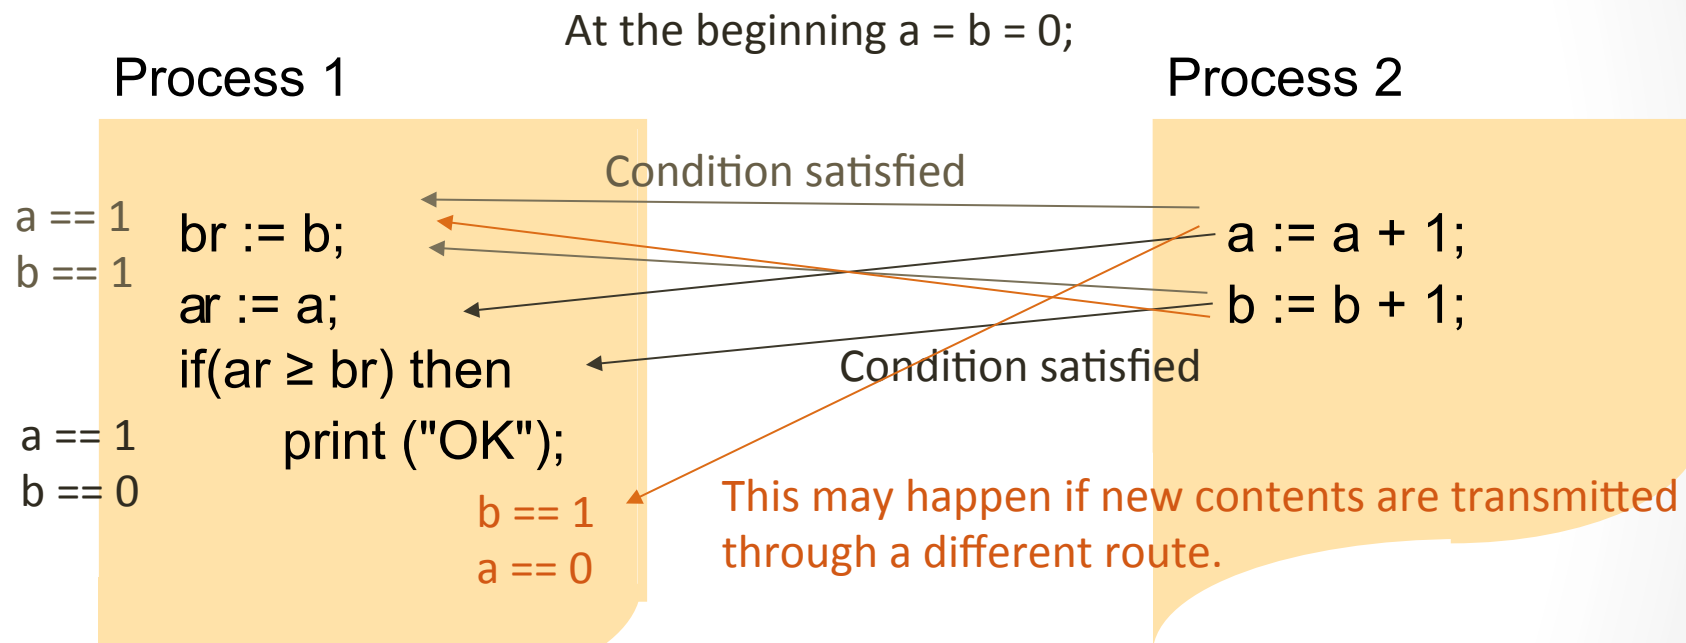 At the beginning a = b = 0;
Process 1
Process 2
Condition satisfied
a == 1
b == 1
br := b;
ar := a;
if(ar ≥ br) then
print ("OK");
a := a + 1;
b := b + 1;
Condition satisfied
a == 1
b == 0
b == 1
a == 0
This may happen if new contents are transmitted
through a different route.